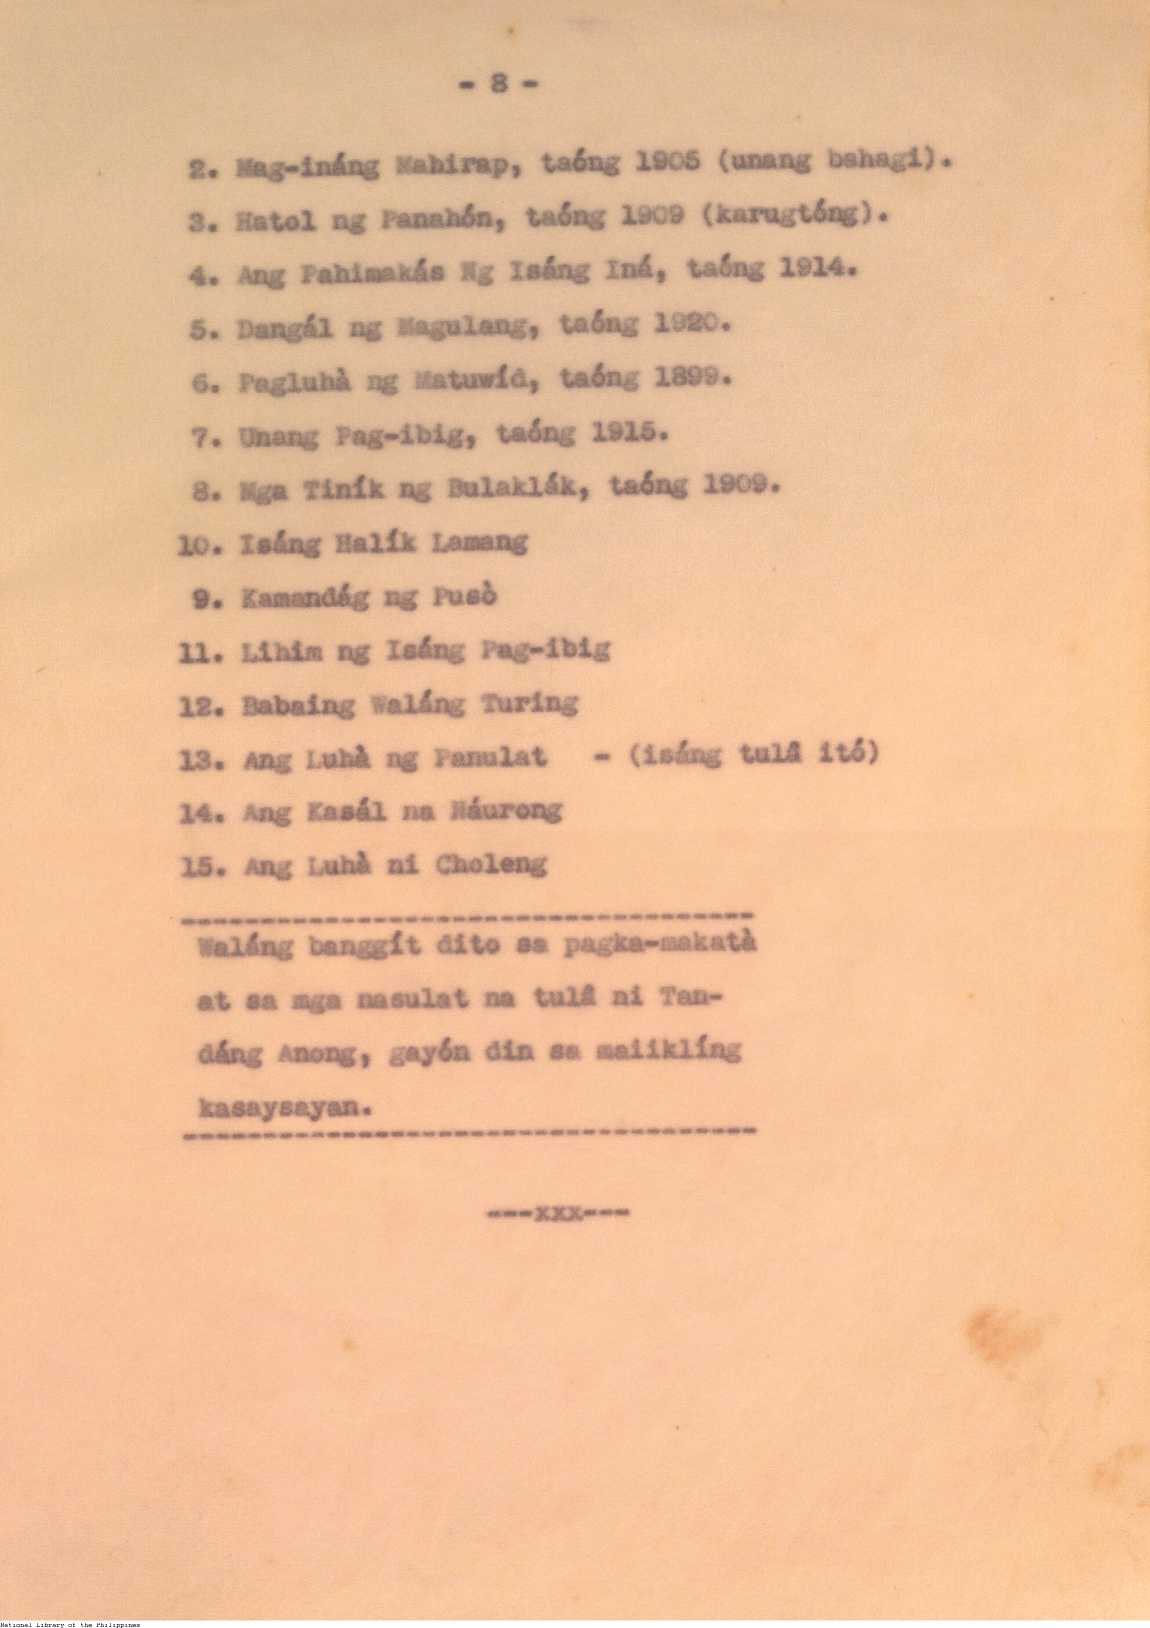 - 8 -
2. Mag-ináng Mahirap, taóng 1905 (unang bahagi).
3. Hatol ng Panahón, taóng 1909 (karugtóng).
4. Ang Pahimakás Ng Isáng Iná, taóng 1914.
5. Dangál ng Magulang, taóng 1920.
6. Pagluhà ng Matuwíd, taóng 1899.
7. Unang Pag-ibig, taóng 1915.
8. Mga Tiník ng Bulaklák, taóng 1909.
10. Isáng Halík Lamang
9. Kamandág ng Pusò
11. Lihim ng Isáng Pag-ibig
12. Babaing Waláng Turing
13. Ang Luhà ng Panulat - (isáng tulâ itó)
14. Ang Kasál na Náurong
15. Ang Luhà ni Choleng
------------------------------------
Waláng banggít dito sa pagka-makatà
at sa mga nasulat na tulâ ni Tan-
dáng Anong, gayón din sa maiiklíng
kasaysayan.
------------------------------------
---xxx---
National Library of the Philippines